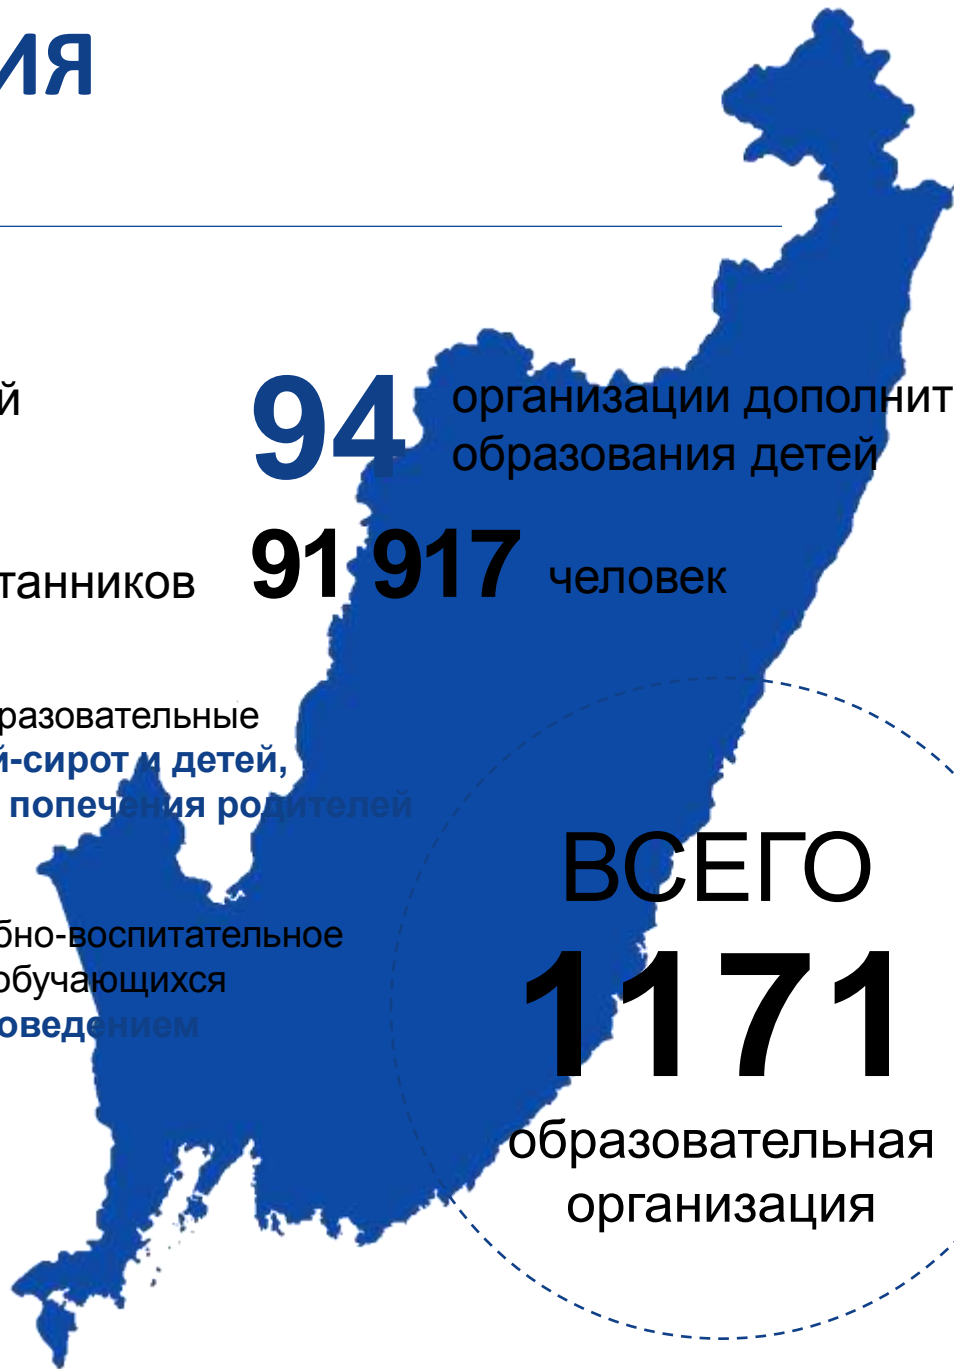 ИЯ
й
94 организации дополнит
образования детей
танников 91 917 человек
разовательные
й-сирот и детей,
попечения родителей
бно-воспитательное
обучающихся
оведением
ВСЕГО
1171
образовательная
организация